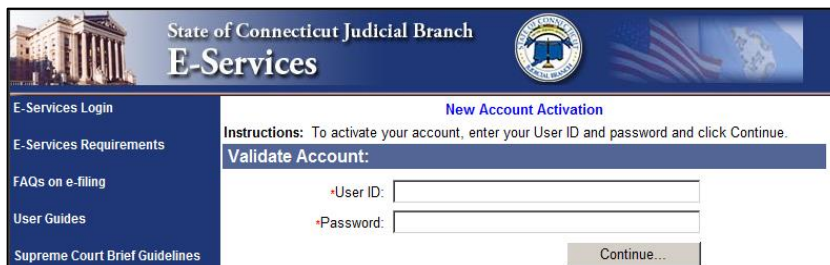 State of Connecticut Judicial Branch
E-Services
E-Services Login
E-Services Requirements
FAQs on e-filing
User Guides
Supreme Court Brief Guidelines
New Account Activation
Instructions: To activate your account, enter your User ID and password and click Continue.
Validate Account:
*User ID:
*Password:
Continue...